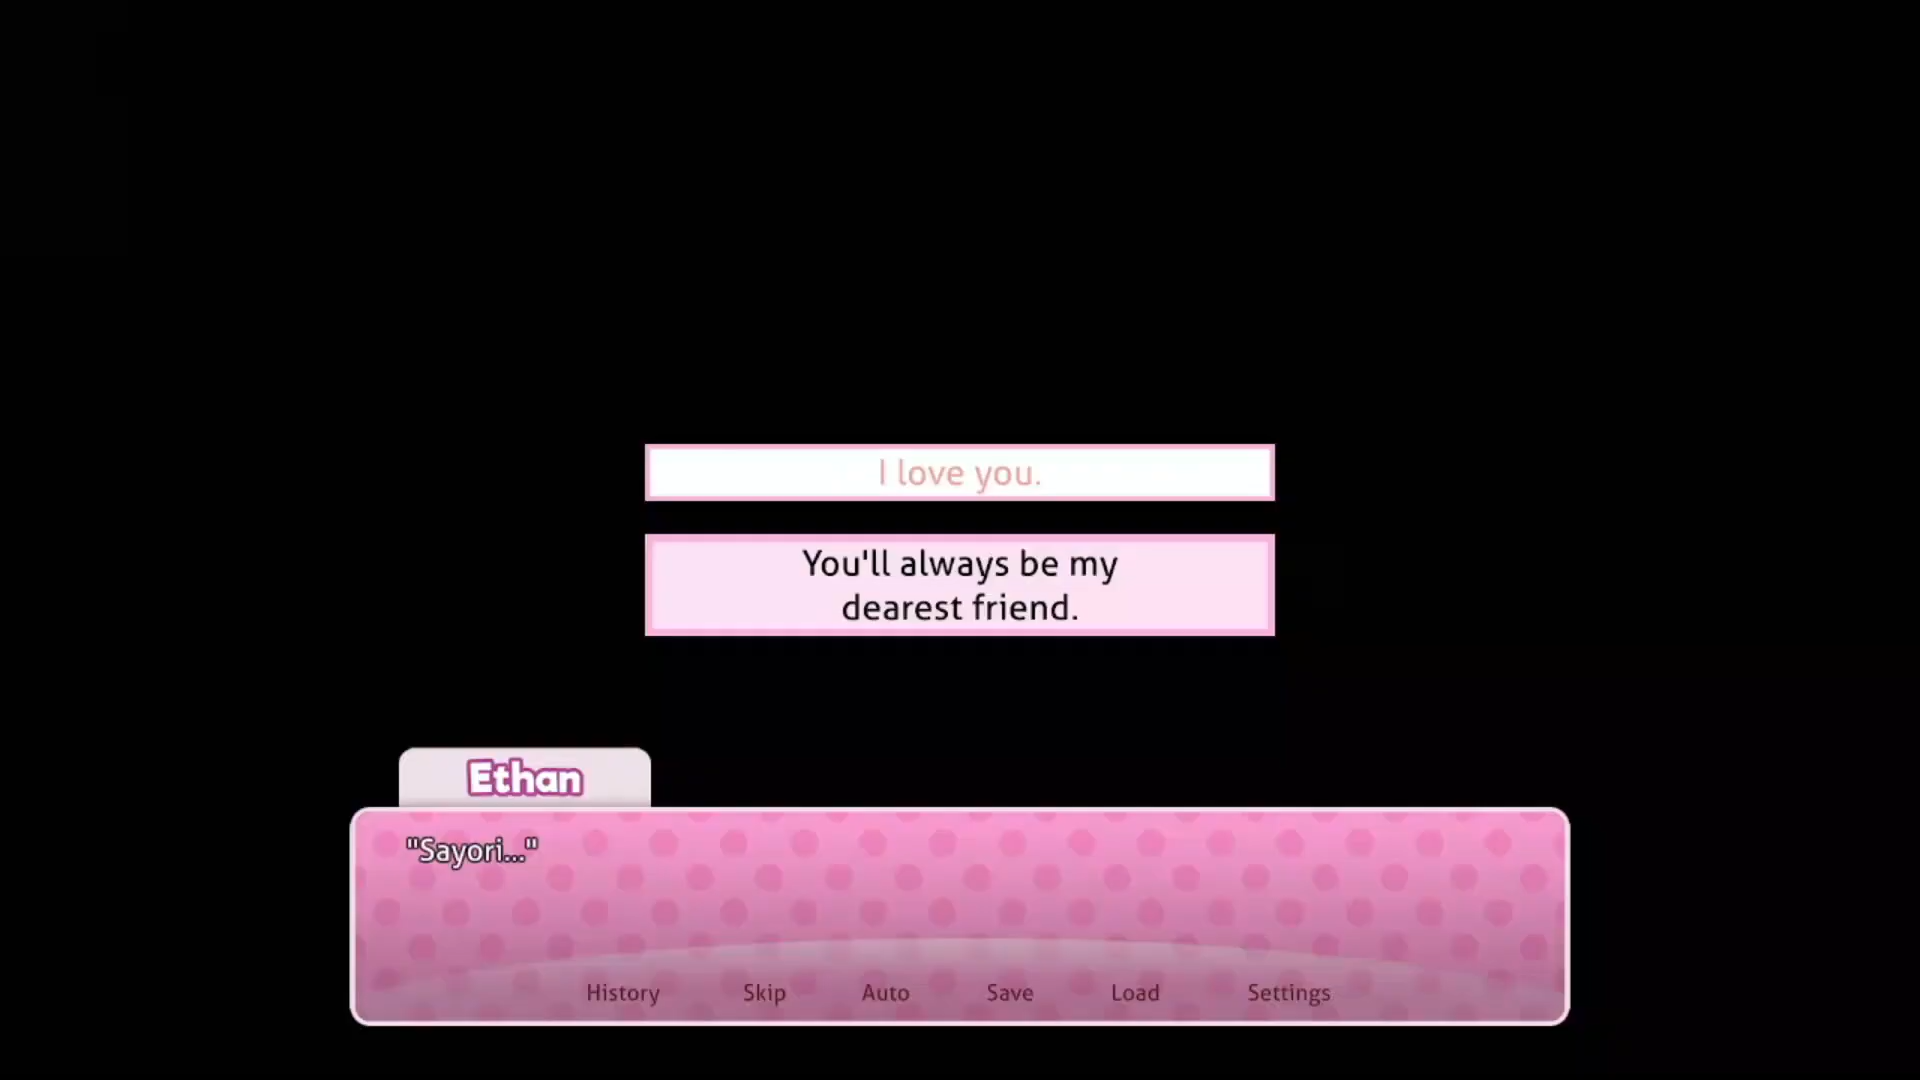 I love you.
You'll always be my
dearest friend.
Ethan
"Sayori..."
History Skip Auto Save Load Settings